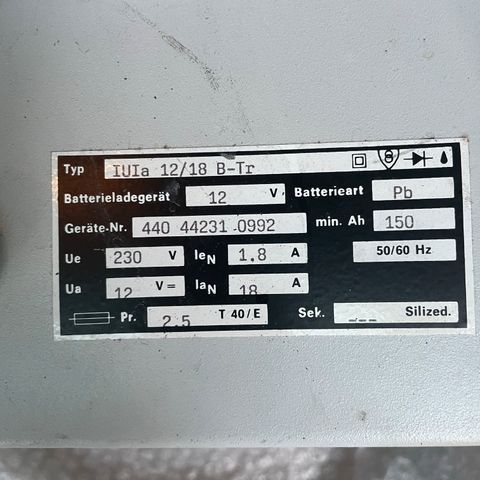 Typ IUIa 12/18 B-Tr
Batterieladegerät 12 V- Batterieart Pb
Geräte-Nr. 440 44231 0992 min. Ah 150
Ue 230 V IeN 1,8 A 50/60 Hz
Ua 12 V= IaN 18 A
Pr. 2.5 T 40/E Sek. --- Silized.